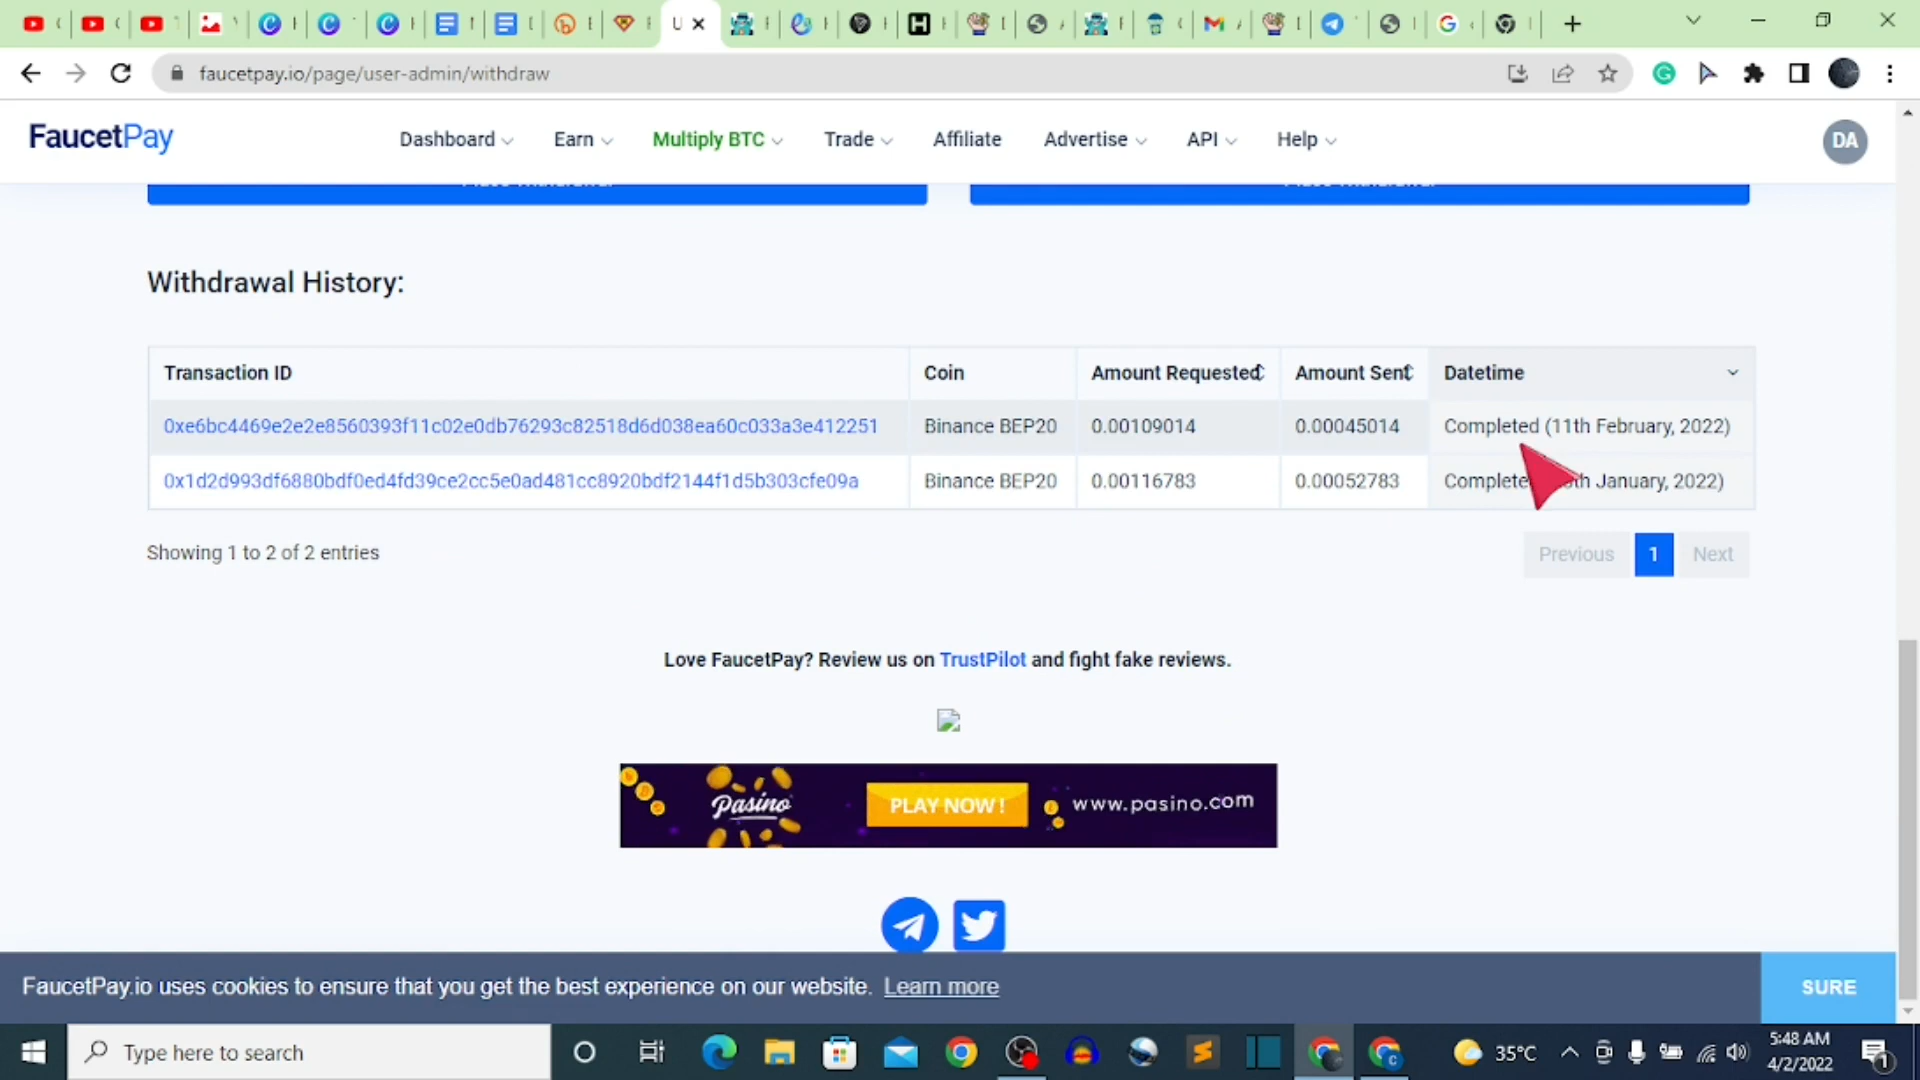 faucetpay.io/page/user-admin/withdraw
FaucetPay
Dashboard Earn Multiply BTC Trade Affiliate Advertise API Help
DA
Withdrawal History:
Transaction ID Coin Amount Requested Amount Sent Datetime
0xe6bc4469e2e2e8560393f11c02e0db76293c82518d6d038ea60c033a3e412251 Binance BEP20 0.00109014 0.00045014 Completed (11th February, 2022)
0x1d2d993df6880bdf0ed4fd39ce2cc5e0ad481cc8920bdf2144f1d5b303cfe09a Binance BEP20 0.00116783 0.00052783 January, 2022)
Showing 1 to 2 of 2 entries
Previous 1 Next
Love FaucetPay? Review us on TrustPilot and fight fake reviews.
Pasino PLAY NOW! www.pasino.com
FaucetPay.io uses cookies to ensure that you get the best experience on our website. Learn more
SURE
Type here to search
35°C
5:48 AM
4/2/2022
1